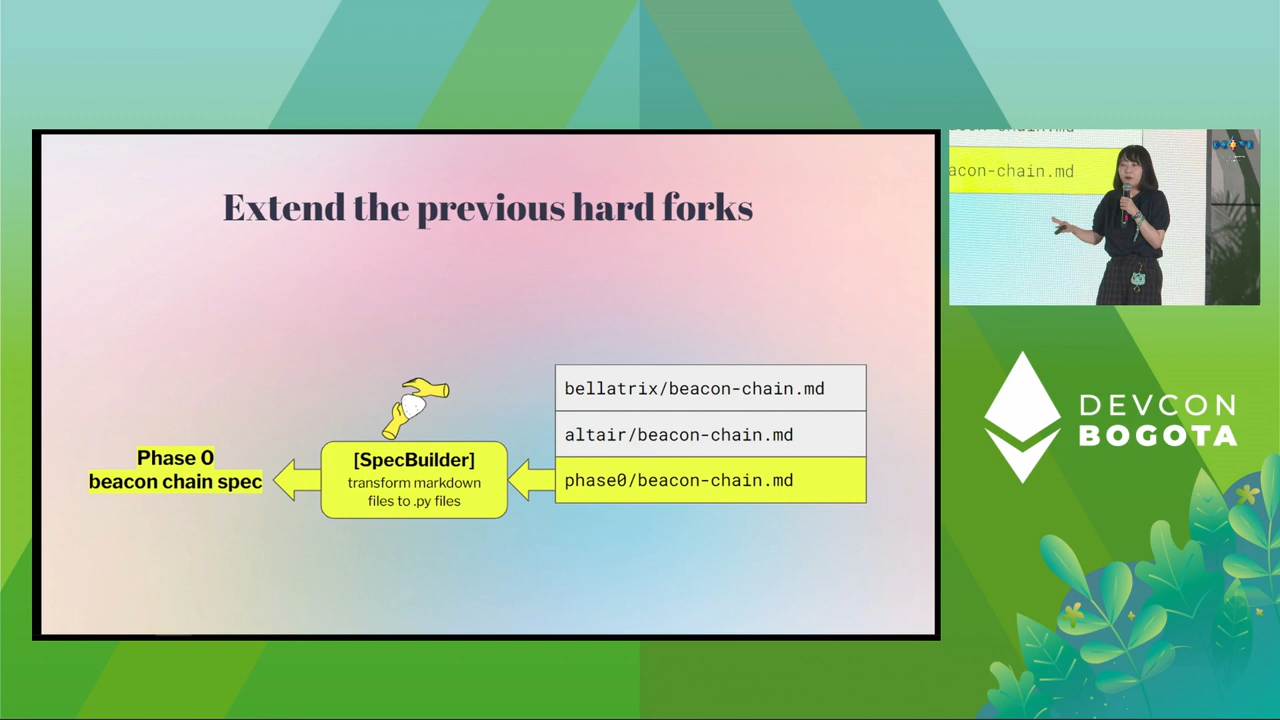 Extend the previous hard forks
bellatrix/beacon-chain.md
altair/beacon-chain.md
phase0/beacon-chain.md
[SpecBuilder]
transform markdown
files to .py files
Phase 0
beacon chain spec
acon-chain.md
DEVCON
BOGOTA